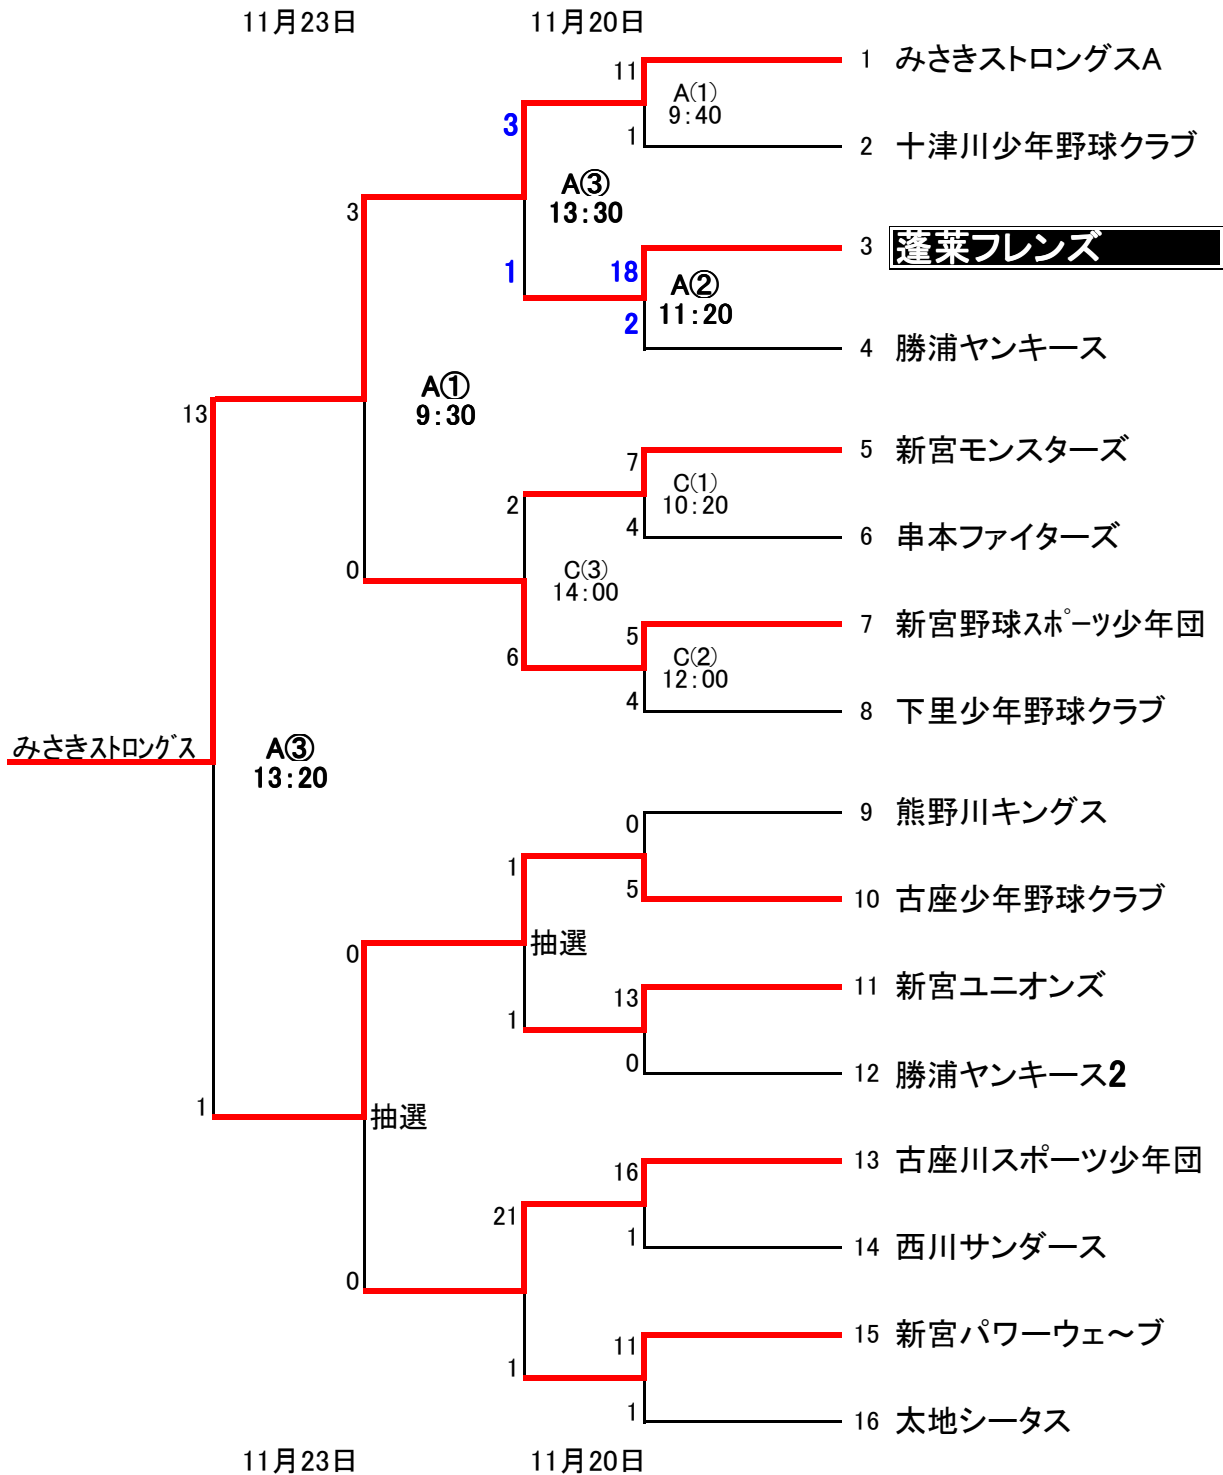 11月23日 11月20日
11 1 みさきストロングスA
A(1)
9:40
3
1 2 十津川少年野球クラブ
A③
13:30
3
18 3 蓬莱フレンズ
1
A②
11:20
2
4 勝浦ヤンキース
A①
9:30
13
7 5 新宮モンスターズ
C(1)
10:20
2
4 6 串本ファイターズ
0
C(3)
14:00
5 7 新宮野球スポーツ少年団
6
C(2)
12:00
4 8 下里少年野球クラブ
みさきストロングス
A③
13:20
0 9 熊野川キングス
1
5 10 古座少年野球クラブ
0
抽選
13 11 新宮ユニオンズ
1
0 12 勝浦ヤンキース2
1
抽選
16 13 古座川スポーツ少年団
21
1 14 西川サンダース
0
11 15 新宮パワーウェ～ブ
1
1 16 太地シータス
11月23日 11月20日